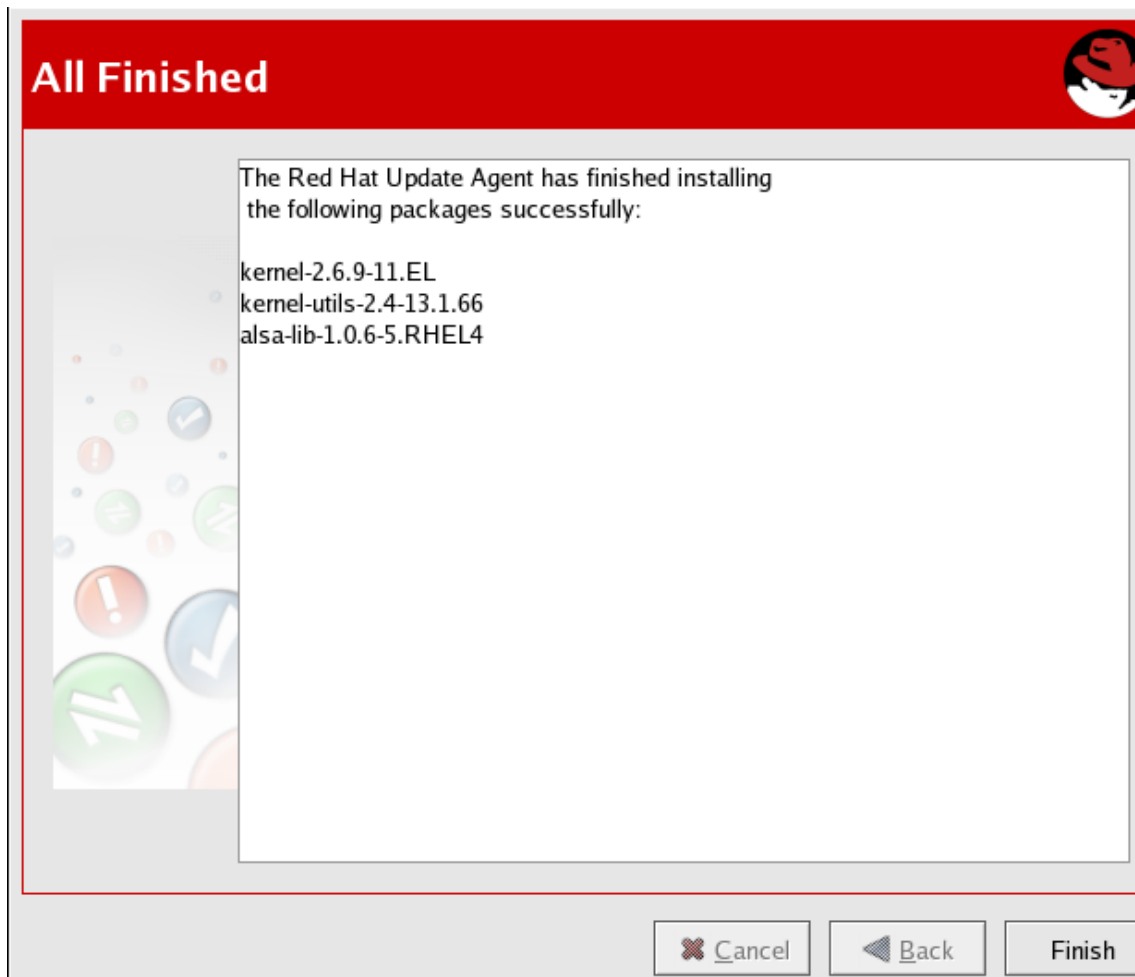 All Finished
The Red Hat Update Agent has finished installing
the following packages successfully:
kernel-2.6.9-11.EL
kernel-utils-2.4-13.1.66
alsa-lib-1.0.6-5.RHEL4
Cancel
Back
Finish